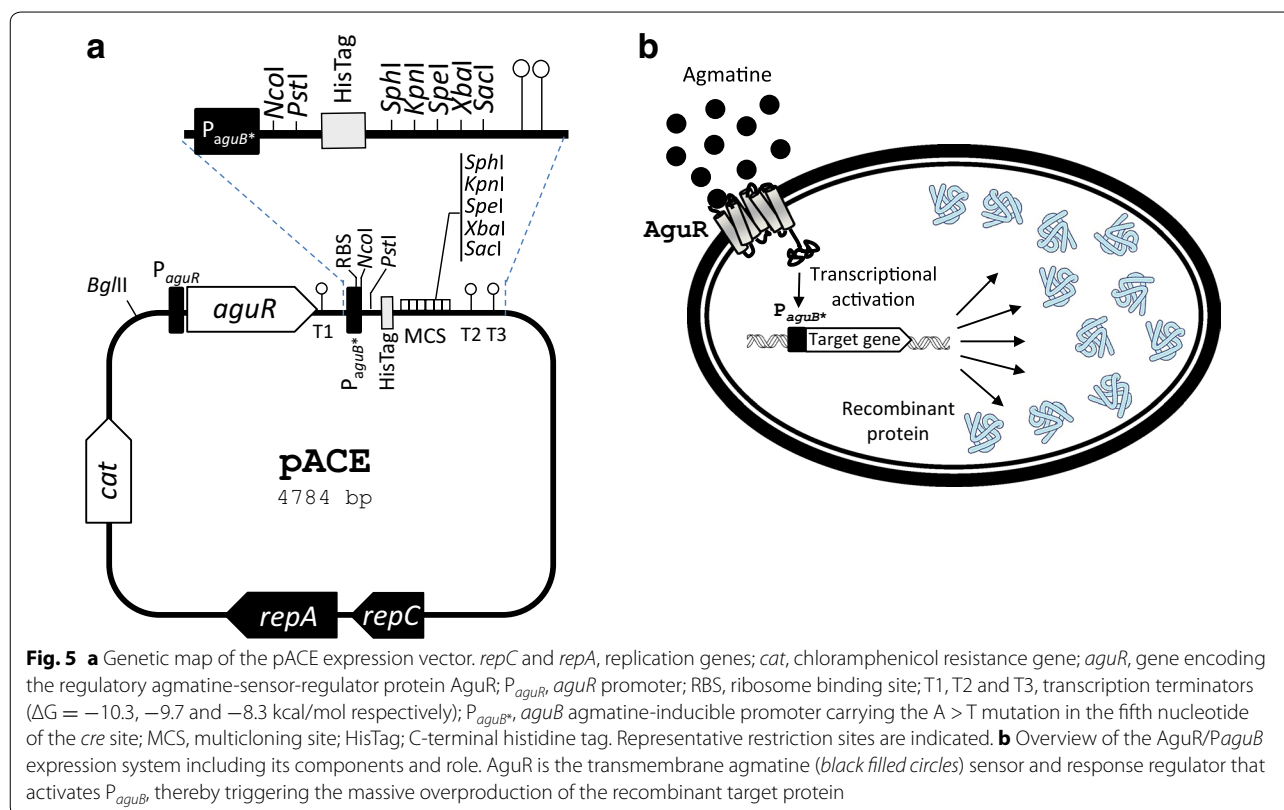 a
P aguB*
NcoI
PstI
HisTag
SphI
KpnI
SpeI
XbaI
SacI
SphI
KpnI
SpeI
XbaI
SacI
BglII
P aguR
aguR
T1
RBS
NcoI
PstI
P aguB*
HisTag
MCS
T2 T3
cat
pACE
4784 bp
repA
repC
b
Agmatine
AguR
Transcriptional
activation
P aguB*
Target gene
Recombinant
protein
Fig. 5 a Genetic map of the pACE expression vector. repC and repA, replication genes; cat, chloramphenicol resistance gene; aguR, gene encoding
the regulatory agmatine-sensor-regulator protein AguR; P aguR, aguR promoter; RBS, ribosome binding site; T1, T2 and T3, transcription terminators
(ΔG = −10.3, −9.7 and −8.3 kcal/mol respectively); P aguB*, aguB agmatine-inducible promoter carrying the A > T mutation in the fifth nucleotide
of the cre site; MCS, multicloning site; HisTag; C-terminal histidine tag. Representative restriction sites are indicated. b Overview of the AguR/PaguB
expression system including its components and role. AguR is the transmembrane agmatine (black filled circles) sensor and response regulator that
activates P aguB, thereby triggering the massive overproduction of the recombinant target protein